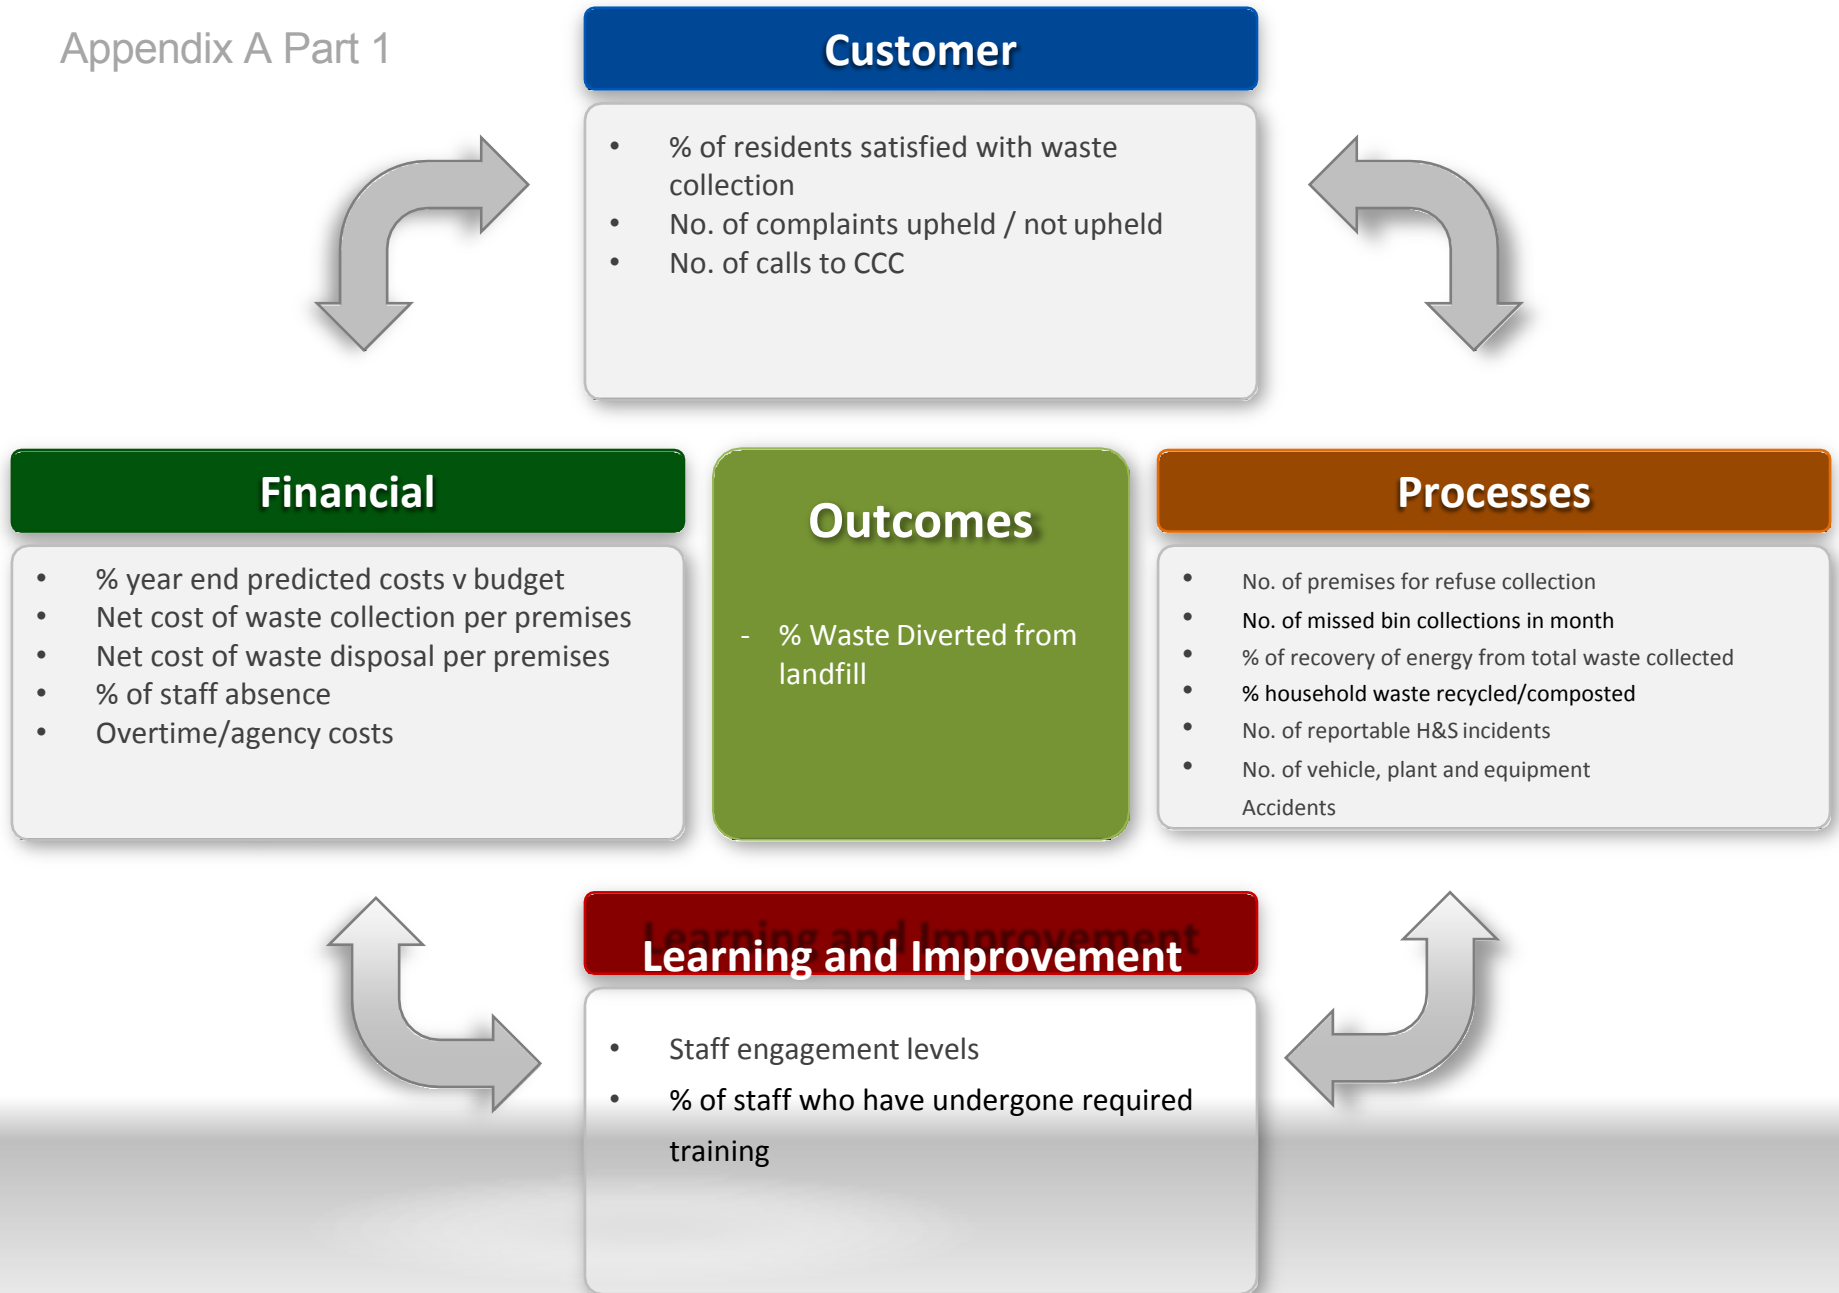 Appendix A Part 1
Customer
• % of residents satisfied with waste
collection
• No. of complaints upheld / not upheld
• No. of calls to CCC
Financial
• % year end predicted costs v budget
• Net cost of waste collection per premises
• Net cost of waste disposal per premises
• % of staff absence
• Overtime/agency costs
Outcomes
- % Waste Diverted from
landfill
Processes
• No. of premises for refuse collection
• No. of missed bin collections in month
• % of recovery of energy from total waste collected
• % household waste recycled/composted
• No. of reportable H&S incidents
• No. of vehicle, plant and equipment
Accidents
Learning and Improvement
• Staff engagement levels
• % of staff who have undergone required
training